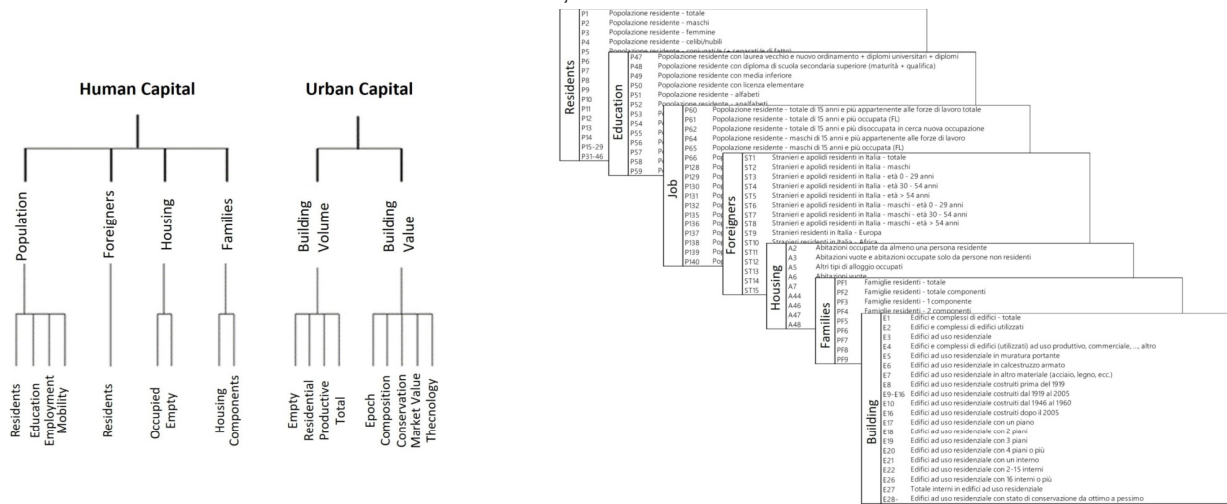 Human Capital
Urban Capital
Population
Foreigners
Housing
Families
Building Volume
Building Value
Residents
Education
Employment
Mobility
Residents
Occupied
Empty
Housing
Components
Empty
Residential
Productive
Total
Epoch
Composition
Conservation
Market Value
Thecnology
Residents
P1 Popolazione residente - totale
P2 Popolazione residente - maschi
P3 Popolazione residente - femmine
P4 Popolazione residente - celibi/nubili
P5 Popolazione residente - coniugati/e (+ separati/e di fatto)
P6
P7
P8
P9
P10
P11
P12
P13
P14
P15-29
P31-46
Education
P47 Popolazione residente con laurea vecchio e nuovo ordinamento + diplomi universitari + diplomi
P48 Popolazione residente con diploma di scuola secondaria superiore (maturità + qualifica)
P49 Popolazione residente con media inferiore
P50 Popolazione residente con licenza elementare
P51 Popolazione residente - alfabeti
P52 Popolazione residente - analfabeti
P53
P54
P55
P56
P57
P58
P59
Job
P60 Popolazione residente - totale di 15 anni e più appartenente alle forze di lavoro totale
P61 Popolazione residente - totale di 15 anni e più occupata (FL)
P62 Popolazione residente - totale di 15 anni e più disoccupata in cerca nuova occupazione
P64 Popolazione residente - maschi di 15 anni e più appartenente alle forze di lavoro
P65 Popolazione residente - maschi di 15 anni e più occupata (FL)
P66
P128
P129
P130
P131
P132
P135
P136
P137
P138
P139
P140
Foreigners
ST1 Stranieri e apolidi residenti in Italia - totale
ST2 Stranieri e apolidi residenti in Italia - maschi
ST3 Stranieri e apolidi residenti in Italia - età 0 - 29 anni
ST4 Stranieri e apolidi residenti in Italia - età 30 - 54 anni
ST5 Stranieri e apolidi residenti in Italia - età > 54 anni
ST6 Stranieri e apolidi residenti in Italia - maschi - età 0 - 29 anni
ST7 Stranieri e apolidi residenti in Italia - maschi - età 30 - 54 anni
ST8 Stranieri e apolidi residenti in Italia - maschi - età > 54 anni
ST9 Stranieri residenti in Italia - Europa
ST10 Stranieri residenti in Italia - Africa
ST11
ST12
ST13
ST14
ST15
Housing
A2 Abitazioni occupate da almeno una persona residente
A3 Abitazioni vuote e abitazioni occupate solo da persone non residenti
A5 Altri tipi di alloggio occupati
A6 Abitazioni vuote
A7
A44
A46
A47
A48
Families
PF1 Famiglie residenti - totale
PF2 Famiglie residenti - totale componenti
PF3 Famiglie residenti - 1 componente
PF4 Famiglie residenti - 2 componenti
PF5
PF6
PF7
PF8
PF9
Building
E1 Edifici e complessi di edifici - totale
E2 Edifici e complessi di edifici utilizzati
E3 Edifici ad uso residenziale
E4 Edifici e complessi di edifici (utilizzati) ad uso produttivo, commerciale, ..., altro
E5 Edifici ad uso residenziale in muratura portante
E6 Edifici ad uso residenziale in calcestruzzo armato
E7 Edifici ad uso residenziale in altro materiale (acciaio, legno, ecc.)
E8 Edifici ad uso residenziale costruiti prima del 1919
E9-E16 Edifici ad uso residenziale costruiti dal 1919 al 2005
E10 Edifici ad uso residenziale costruiti dal 1946 al 1960
E16 Edifici ad uso residenziale costruiti dopo il 2005
E17 Edifici ad uso residenziale con un piano
E18 Edifici ad uso residenziale con 2 piani
E19 Edifici ad uso residenziale con 3 piani
E20 Edifici ad uso residenziale con 4 piani o più
E21 Edifici ad uso residenziale con un interno
E22 Edifici ad uso residenziale con 2-15 interni
E26 Edifici ad uso residenziale con 16 interni o più
E27 Totale interni in edifici ad uso residenziale
E28- Edifici ad uso residenziale con stato di conservazione da ottimo a pessimo